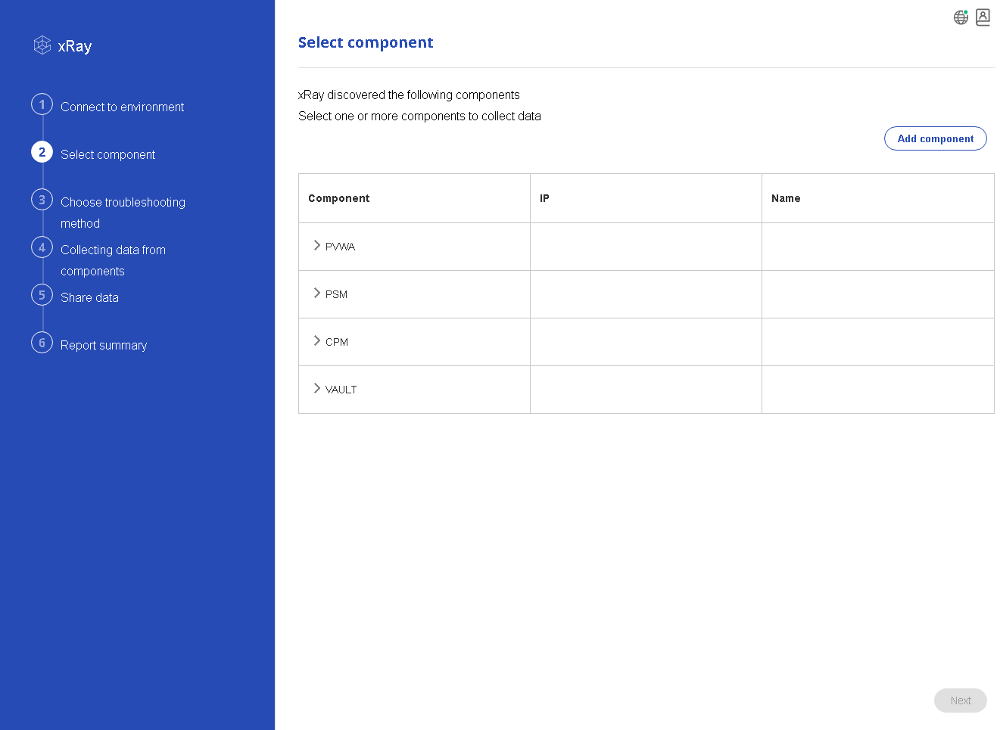 xRay
1 Connect to environment
2 Select component
3 Choose troubleshooting
method
4 Collecting data from
components
5 Share data
6 Report summary
Select component
xRay discovered the following components
Select one or more components to collect data
Add component
Component IP Name
PVWA
PSM
CPM
VAULT
Next